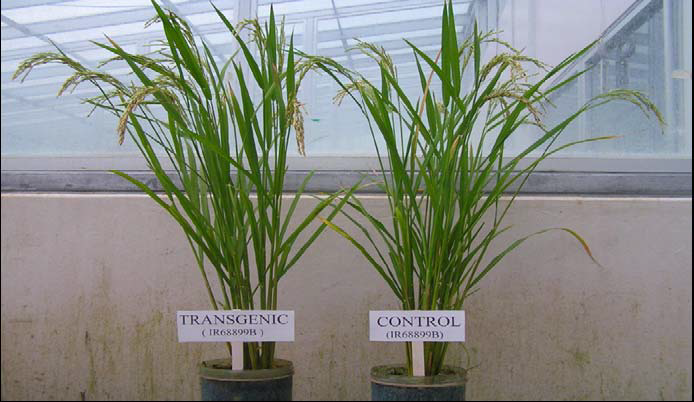 TRANSGENIC
( IR68899B )
CONTROL
(IR68899B)